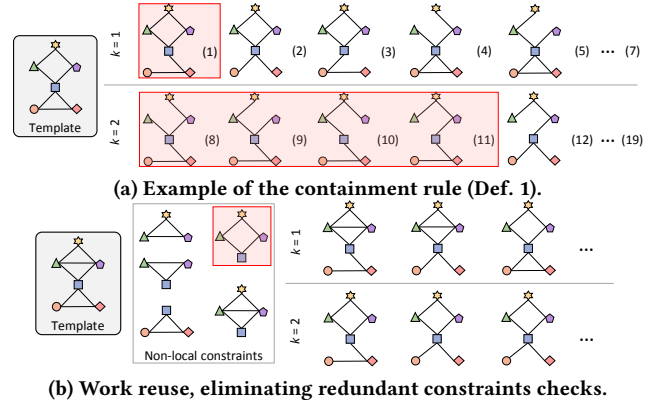 k = 1
(1) (2) (3) (4) (5) ••• (7)
Template
k = 2
(8) (9) (10) (11) (12) ••• (19)
(a) Example of the containment rule (Def. 1).
k = 1
...
Template
k = 2
...
Non-local constraints
(b) Work reuse, eliminating redundant constraints checks.